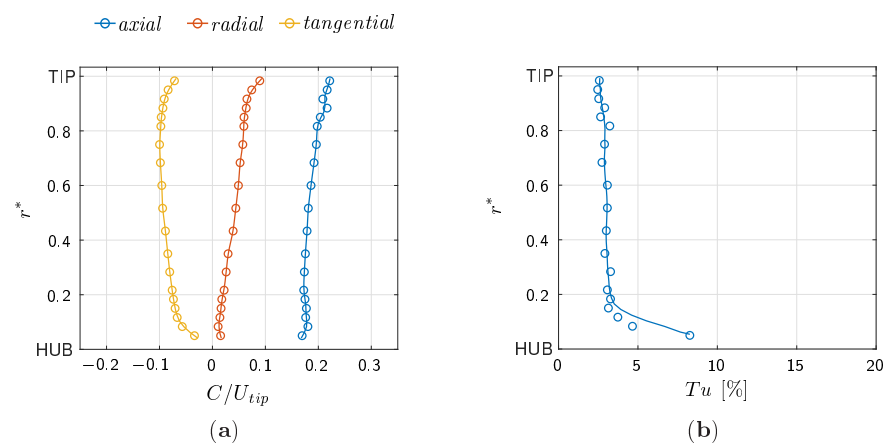 axial radial tangential
TIP
0.8
0.6
0.4
0.2
HUB
r*
−0.2 −0.1 0 0.1 0.2 0.3
C/U_tip
(a)
TIP
0.8
0.6
0.4
0.2
HUB
r*
0 5 10 15 20
Tu [%]
(b)